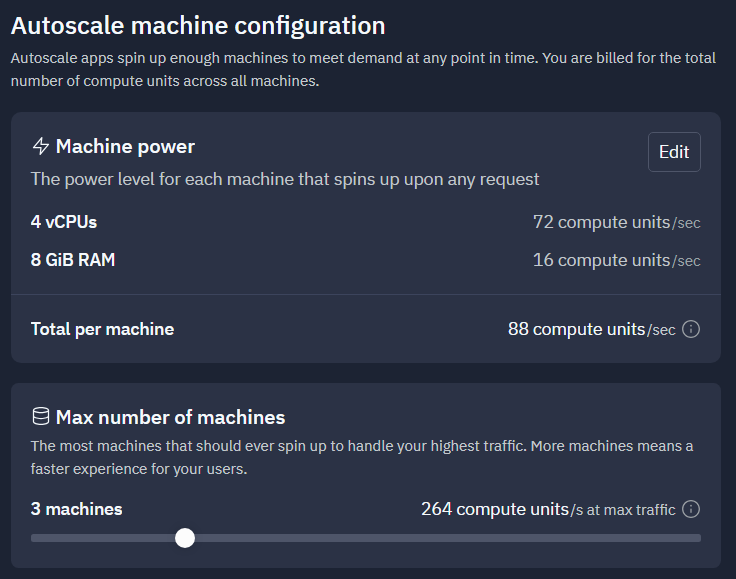 Autoscale machine configuration
Autoscale apps spin up enough machines to meet demand at any point in time. You are billed for the total
number of compute units across all machines.
Machine power
Edit
The power level for each machine that spins up upon any request
4 vCPUs 72 compute units/sec
8 GiB RAM 16 compute units/sec
Total per machine 88 compute units/sec
Max number of machines
The most machines that should ever spin up to handle your highest traffic. More machines means a
faster experience for your users.
3 machines 264 compute units/s at max traffic